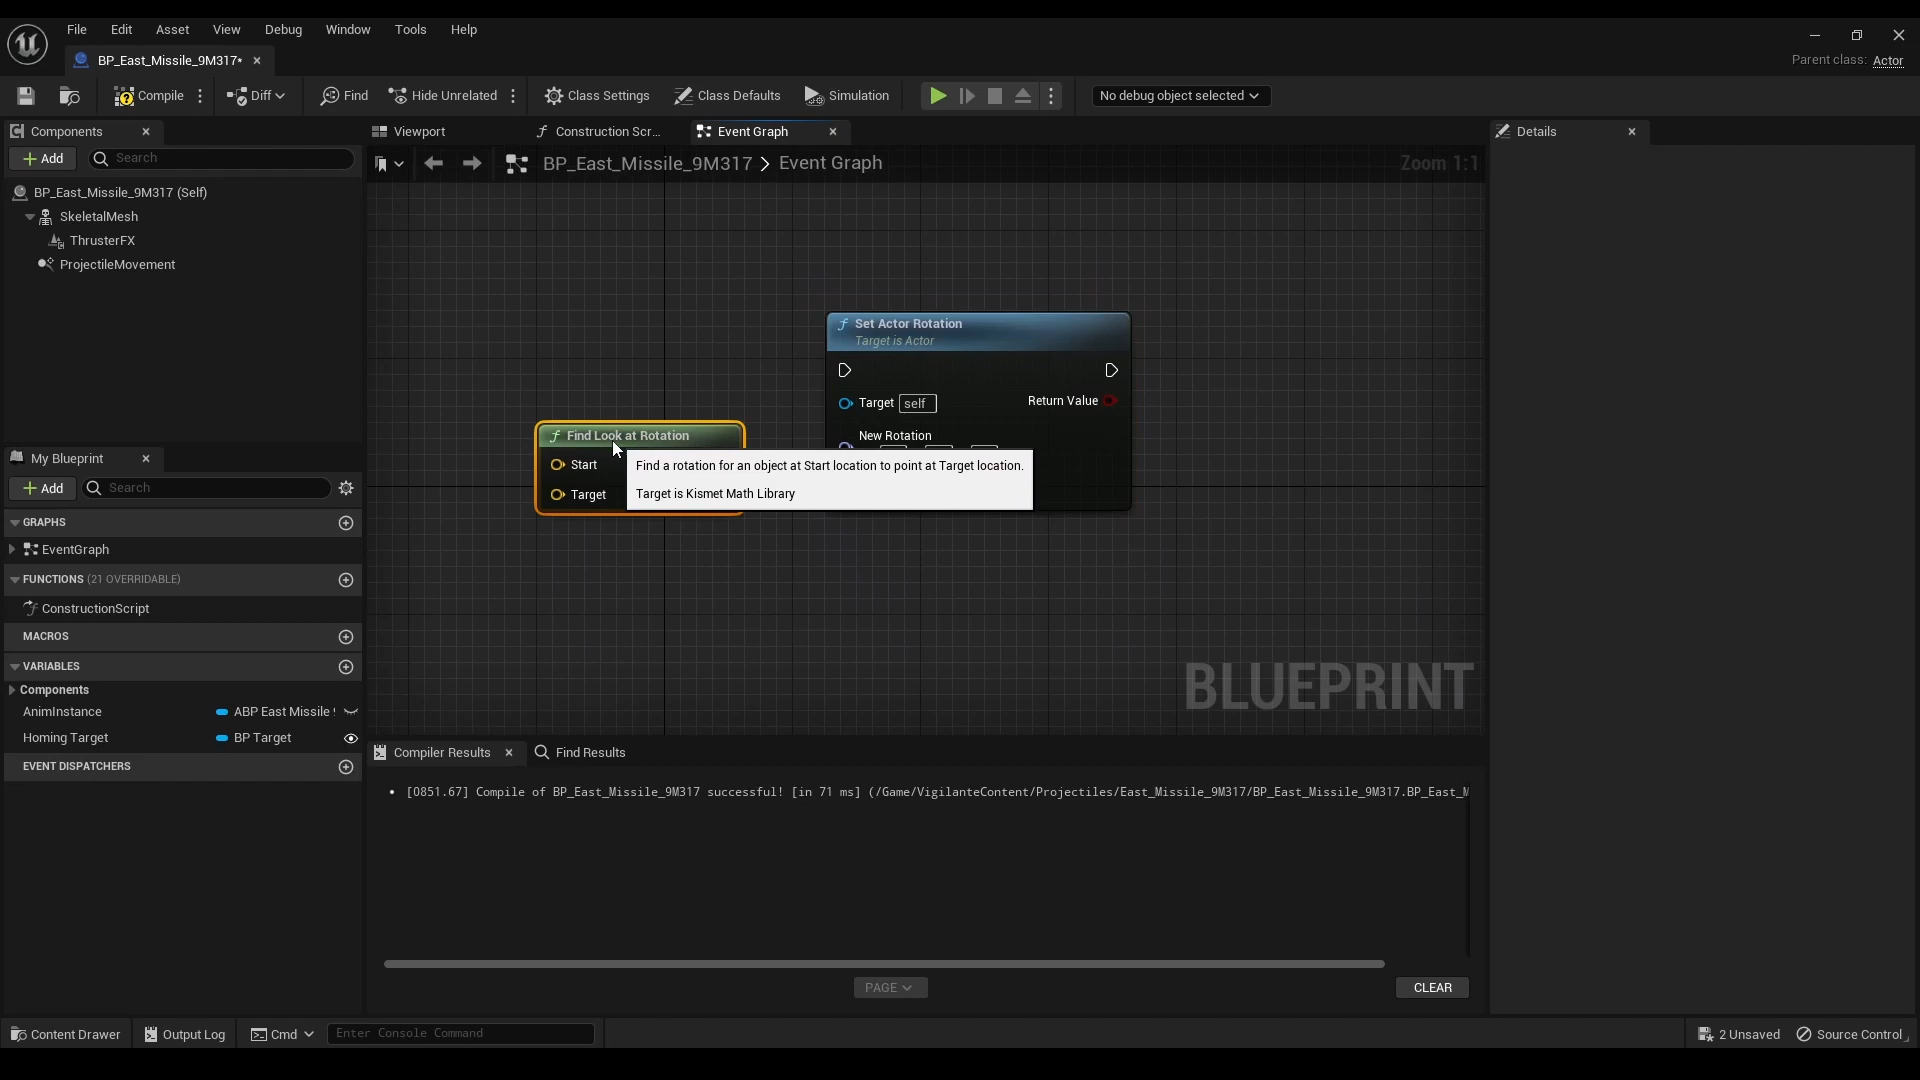 File Edit Asset View Debug Window Tools Help
BP_East_Missile_9M317*
Parent class: Actor
Compile Diff Find Hide Unrelated Class Settings Class Defaults Simulation No debug object selected
Components
Add Search
BP_East_Missile_9M317 (Self)
SkeletalMesh
ThrusterFX
ProjectileMovement
Viewport Construction Scr... Event Graph
BP_East_Missile_9M317 > Event Graph Zoom 1:1
Set Actor Rotation
Target is Actor
Target self
Return Value
New Rotation
Find Look at Rotation
Start
Target
Find a rotation for an object at Start location to point at Target location.
Target is Kismet Math Library
BLUEPRINT
Details
My Blueprint
Add Search
GRAPHS
EventGraph
FUNCTIONS (21 OVERRIDABLE)
ConstructionScript
MACROS
VARIABLES
Components
AnimInstance ABP East Missile
Homing Target BP Target
EVENT DISPATCHERS
Compiler Results Find Results
[0851.67] Compile of BP_East_Missile_9M317 successful! [in 71 ms] (/Game/VigilanteContent/Projectiles/East_Missile_9M317/BP_East_Missile_9M317.BP_East_M
PAGE CLEAR
Content Drawer Output Log Cmd Enter Console Command 2 Unsaved Source Control